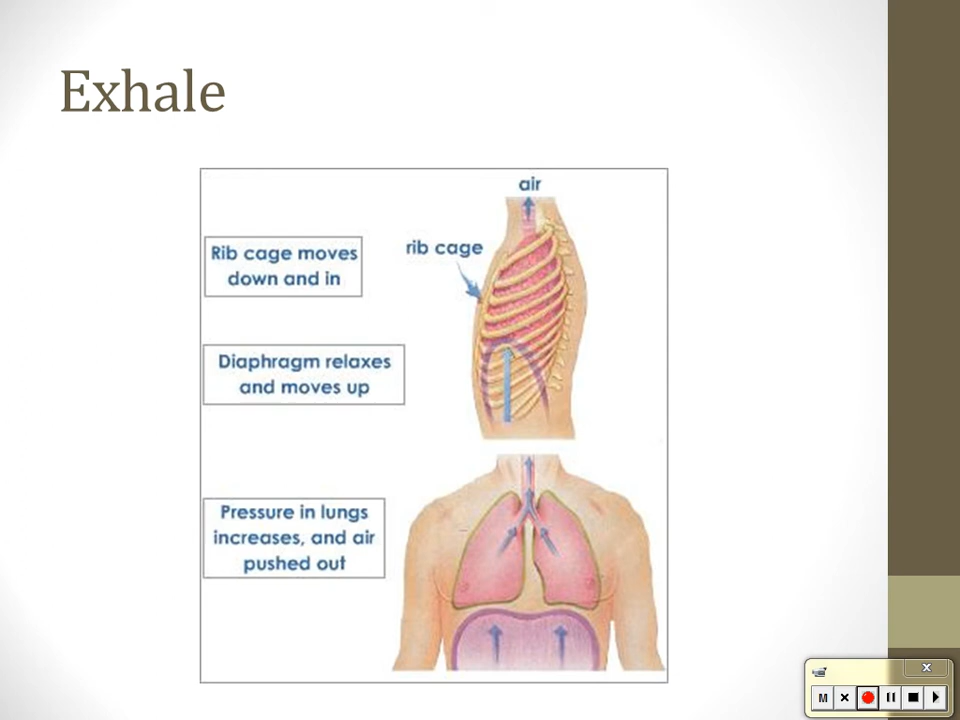 Exhale
air
rib cage
Rib cage moves
down and in
Diaphragm relaxes
and moves up
Pressure in lungs
increases, and air
pushed out
M
x